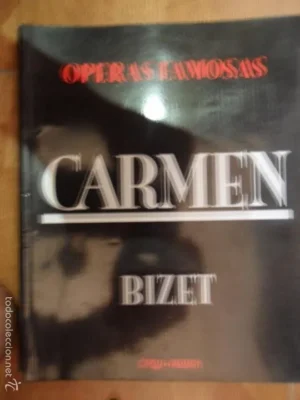 OPERAS FAMOSAS
CARMEN
BIZET
todocoleccion.net